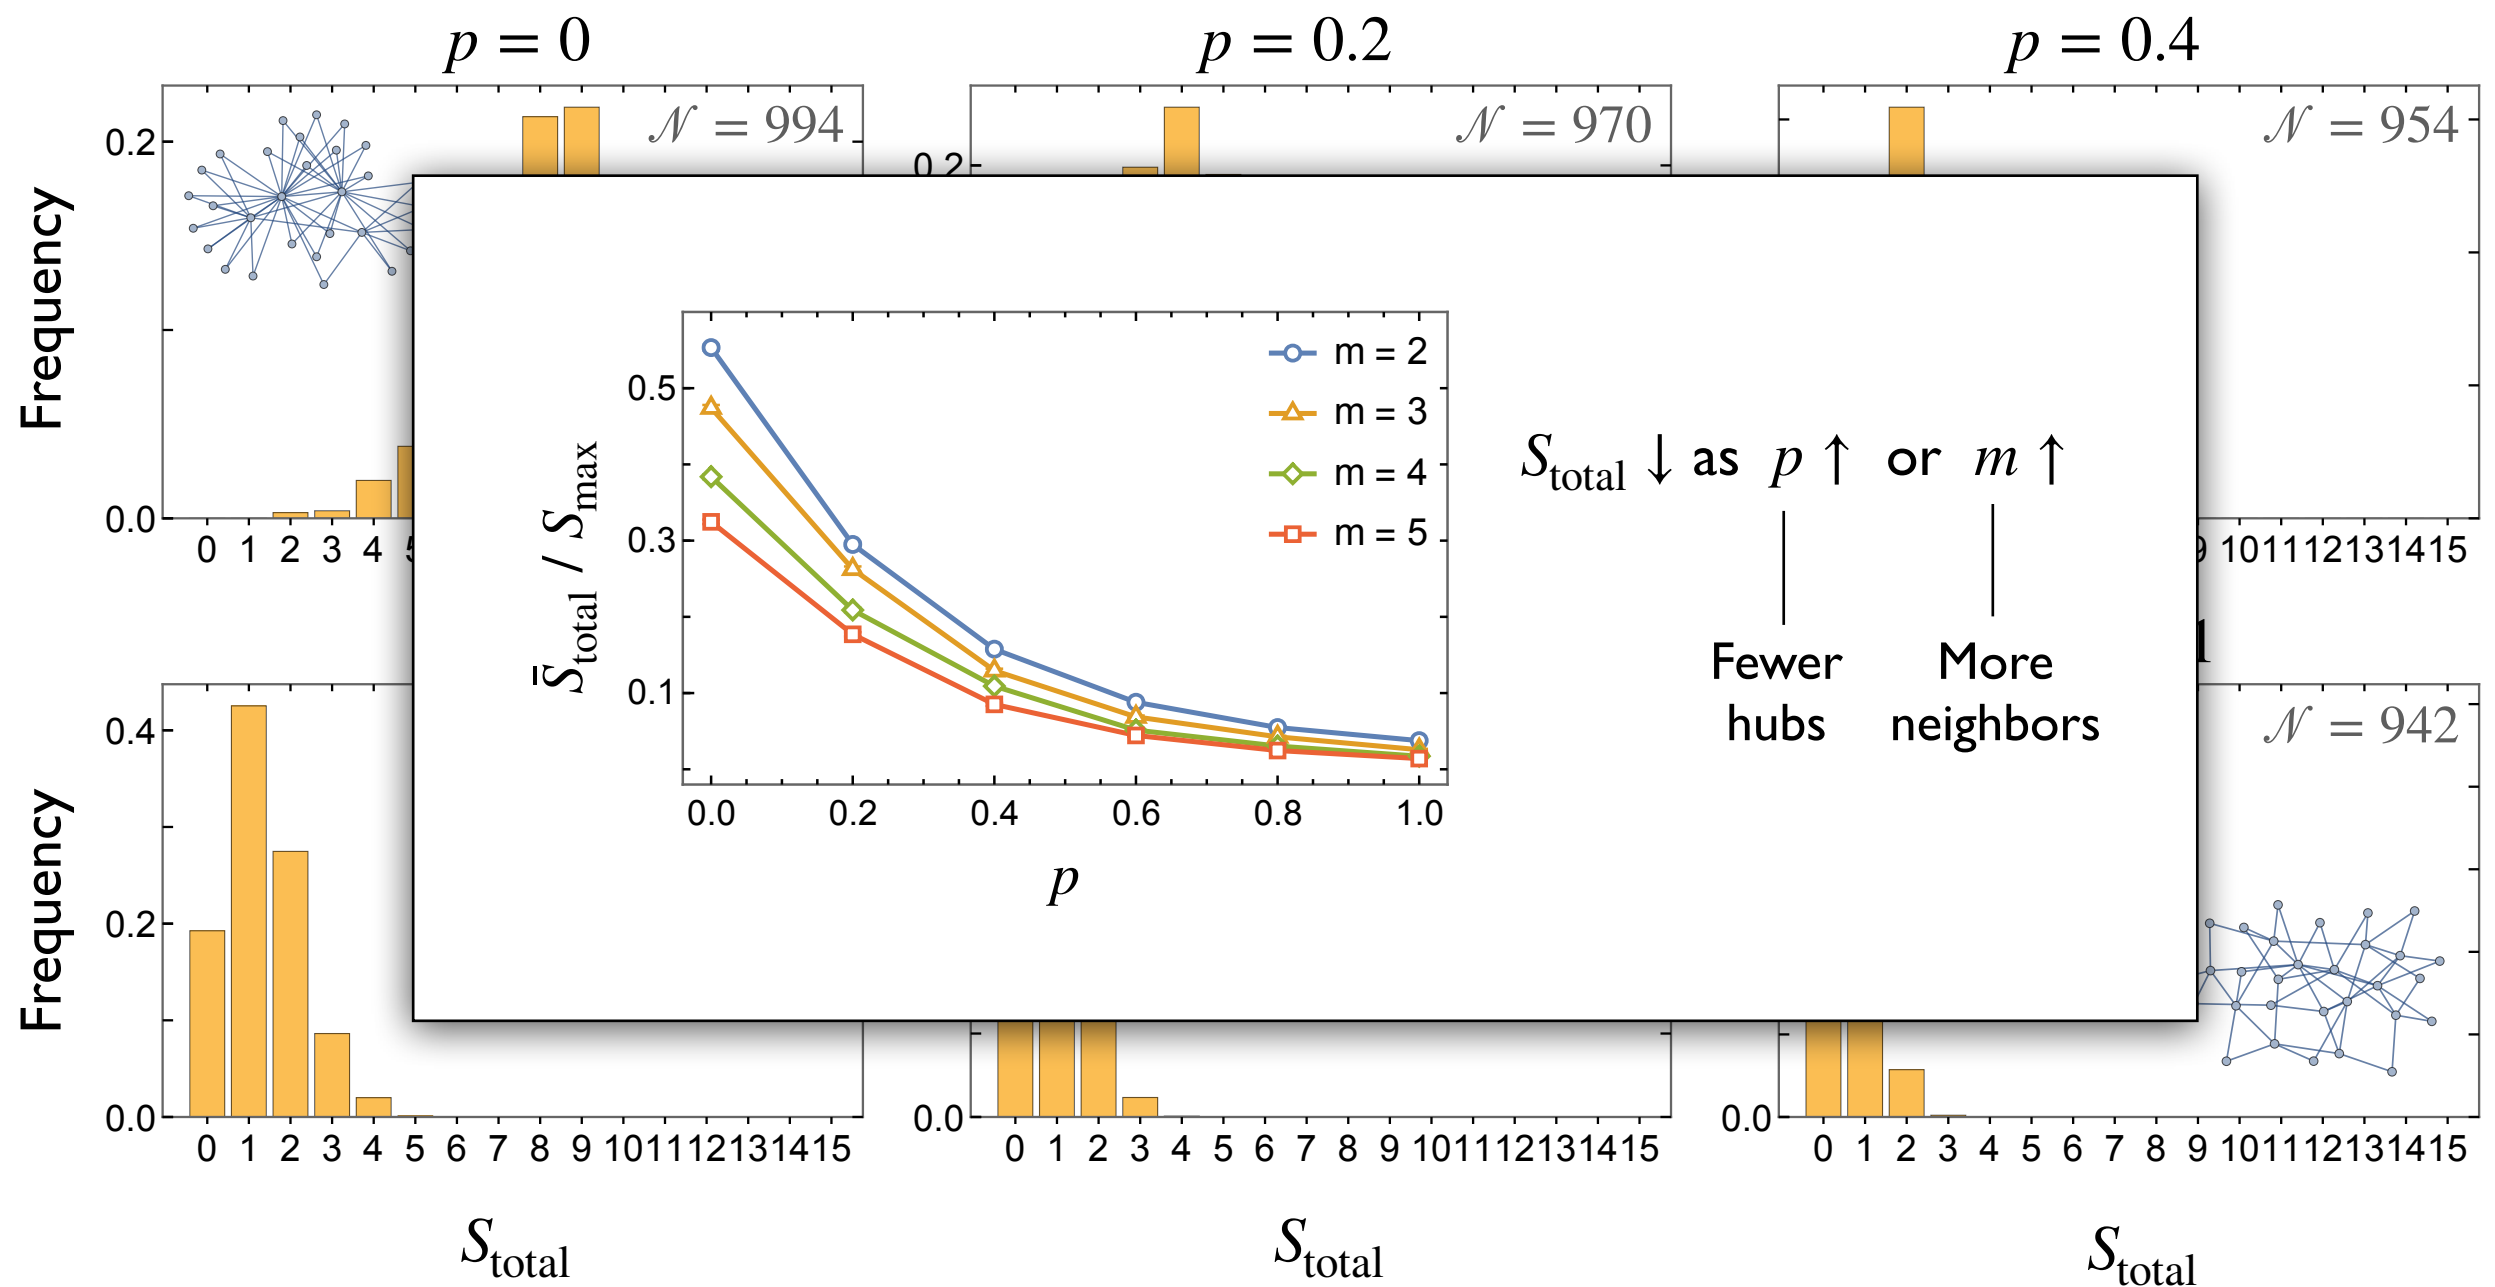 p = 0
p = 0.2
p = 0.4
𝒩 = 994
𝒩 = 970
𝒩 = 954
Frequency
0.2
0.0
0 1 2 3 4 5
0.2
9 10 11 12 13 14 15
S̄total / Smax
0.5
0.3
0.1
0.0 0.2 0.4 0.6 0.8 1.0
p
m = 2
m = 3
m = 4
m = 5
Stotal ↓ as p ↑ or m ↑
Fewer
hubs
More
neighbors
1
𝒩 = 942
Frequency
0.4
0.2
0.0
0 1 2 3 4 5 6 7 8 9 10 11 12 13 14 15
0.0
0 1 2 3 4 5 6 7 8 9 10 11 12 13 14 15
0.0
0 1 2 3 4 5 6 7 8 9 10 11 12 13 14 15
Stotal
Stotal
Stotal